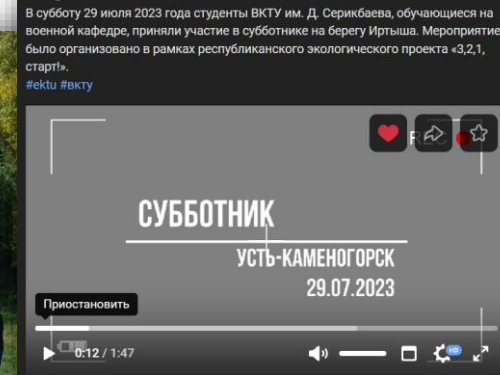 В субботу 29 июля 2023 года студенты ВКТУ им. Д. Серикбаева, обучающиеся на
военной кафедре, приняли участие в субботнике на берегу Иртыша. Мероприятие
было организовано в рамках республиканского экологического проекта «3,2,1,
старт!».
#ektu #вкту
REC
СУББОТНИК
УСТЬ-КАМЕНОГОРСК
29.07.2023
Приостановить
0:12 / 1:47
HD